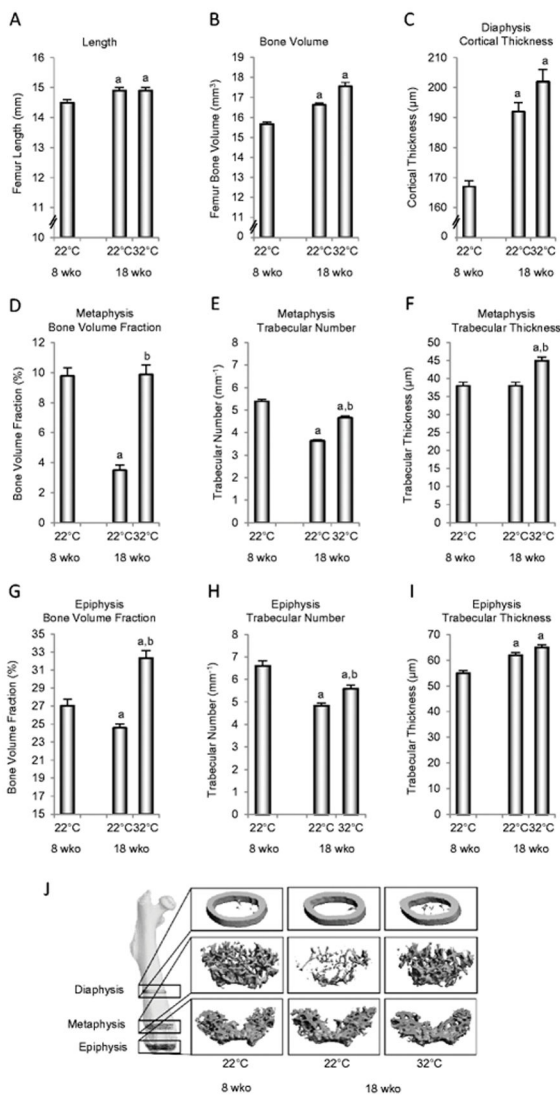 A
Length
Femur Length (mm)
16
15
14
13
12
11
10
22°C
22°C32°C
8 wko
18 wko
a
a
B
Bone Volume
Femur Bone Volume (mm³)
19
18
17
16
15
14
13
12
11
0
22°C
22°C32°C
8 wko
18 wko
a
a
C
Diaphysis
Cortical Thickness
Cortical Thickness (µm)
210
200
190
180
170
160
0
22°C
22°C32°C
8 wko
18 wko
a
a
D
Metaphysis
Bone Volume Fraction
Bone Volume Fraction (%)
12
10
8
6
4
2
0
22°C
22°C32°C
8 wko
18 wko
a
b
E
Metaphysis
Trabecular Number
Trabecular Number (mm⁻¹)
8
7
6
5
4
3
2
1
0
22°C
22°C32°C
8 wko
18 wko
a
a,b
F
Metaphysis
Trabecular Thickness
Trabecular Thickness (µm)
50
45
40
35
30
25
20
15
10
5
0
22°C
22°C32°C
8 wko
18 wko
a,b
G
Epiphysis
Bone Volume Fraction
Bone Volume Fraction (%)
35
33
31
29
27
25
23
21
19
17
15
22°C
22°C32°C
8 wko
18 wko
a
a,b
H
Epiphysis
Trabecular Number
Trabecular Number (mm⁻¹)
8
7
6
5
4
3
2
1
0
22°C
22°C32°C
8 wko
18 wko
a
a,b
I
Epiphysis
Trabecular Thickness
Trabecular Thickness (µm)
70
60
50
40
30
20
10
0
22°C
22°C32°C
8 wko
18 wko
a
a
J
Diaphysis
Metaphysis
Epiphysis
22°C
22°C
32°C
8 wko
18 wko